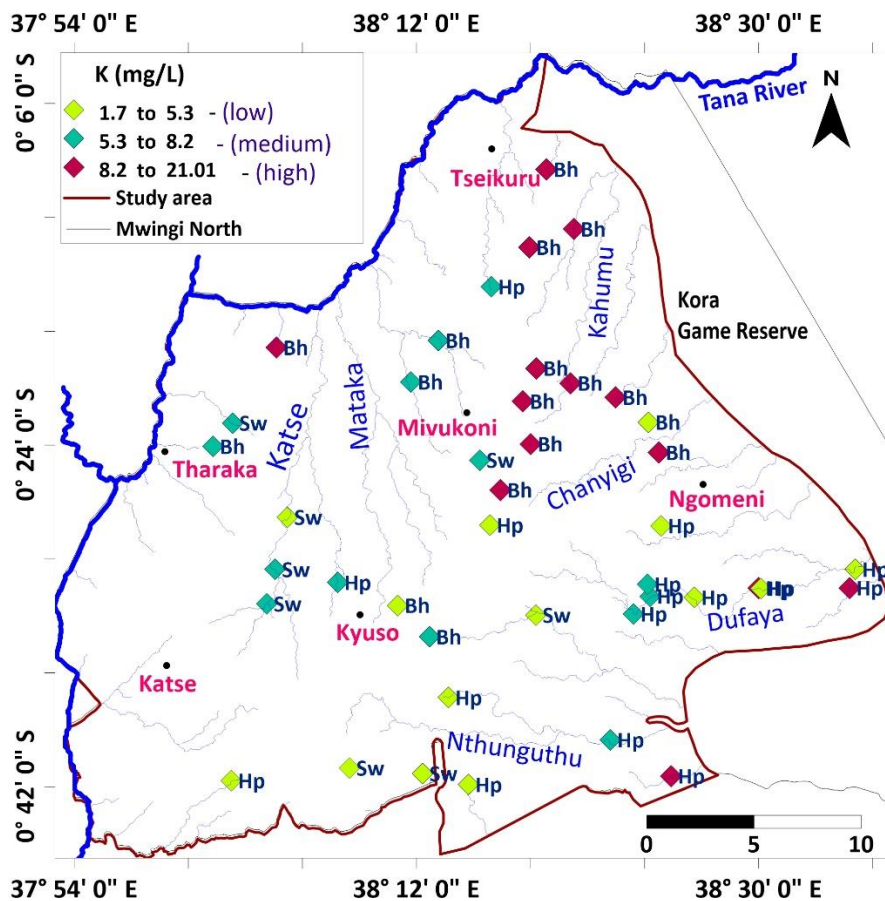 37° 54' 0" E 38° 12' 0" E 38° 30' 0" E
0° 6' 0" S
0° 24' 0" S
0° 42' 0" S
K (mg/L)
1.7 to 5.3 - (low)
5.3 to 8.2 - (medium)
8.2 to 21.01 - (high)
Study area
Mwingi North
Tana River
N
Tseikuru
Bh
Bh
Bh
Kahumu
Hp
Kora
Game Reserve
Bh
Bh
Mataka
Bh
Bh
Bh
Bh
Bh
Mivukoni
Sw
Katse
Bh
Bh
Tharaka
Bh
Bh
Sw
Chanyigi
Bh
Ngomeni
Sw
Hp
Hp
Sw
Hp
Hp
Hp
Hp
Hp
Hp
Hp
Sw
Bh
Hp
Dufaya
Kyuso
Sw
Bh
Katse
Hp
Nthunguthu
Hp
Sw
Sw
Hp
Hp
Hp
0 5 10
37° 54' 0" E 38° 12' 0" E 38° 30' 0" E